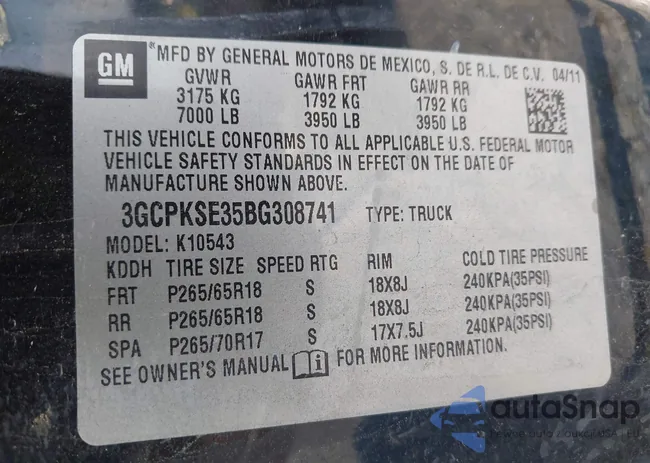 GM
® MFD BY GENERAL MOTORS DE MEXICO, S. DE R.L. DE C.V. 04/11
GVWR GAWR FRT GAWR RR
3175 KG 1792 KG 1792 KG
7000 LB 3950 LB 3950 LB
THIS VEHICLE CONFORMS TO ALL APPLICABLE U.S. FEDERAL MOTOR
VEHICLE SAFETY STANDARDS IN EFFECT ON THE DATE OF
MANUFACTURE SHOWN ABOVE.
3GCPKSE35BG308741 TYPE: TRUCK
MODEL: K10543
KDDH TIRE SIZE SPEED RTG RIM COLD TIRE PRESSURE
FRT P265/65R18 S 18X8J 240KPA(35PSI)
RR P265/65R18 S 18X8J 240KPA(35PSI)
SPA P265/70R17 S 17X7.5J 240KPA(35PSI)
SEE OWNER'S MANUAL i FOR MORE INFORMATION.
autoSnap